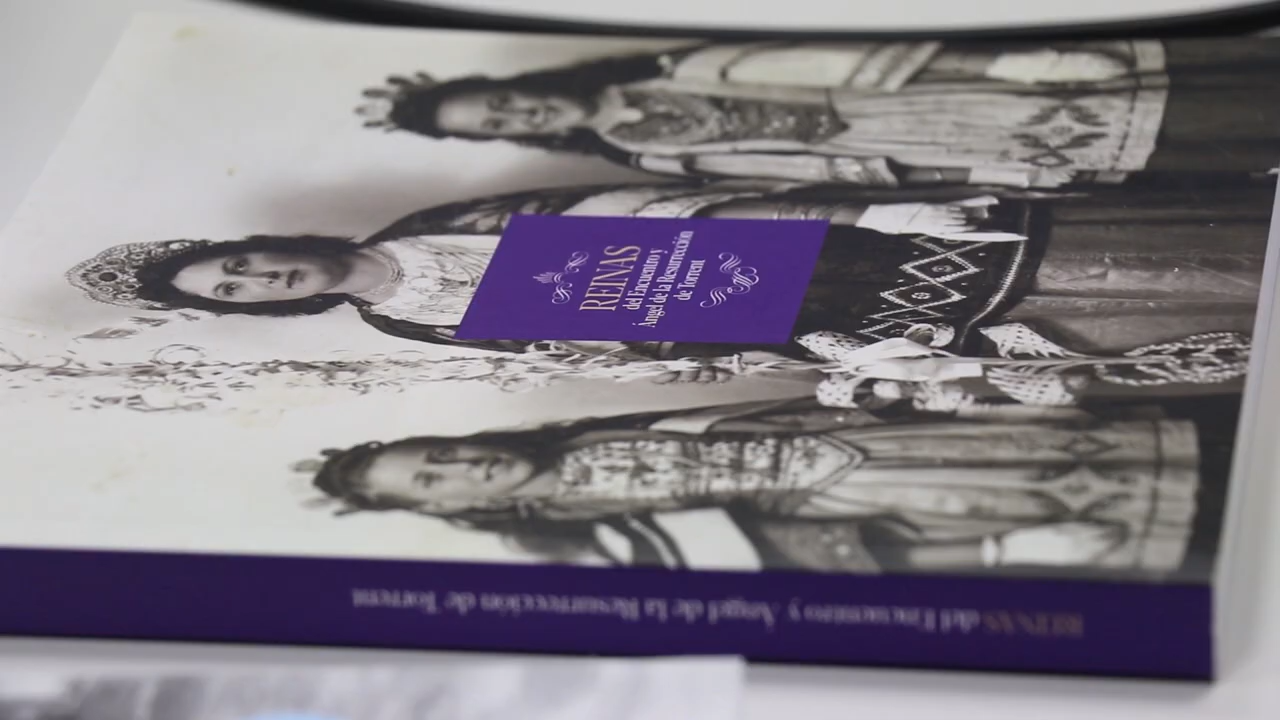 REINAS
del Encuentro y
Ángel de la Resurrección
de Torrent
REINAS del Encuentro y Ángel de la Resurrección de Torrent